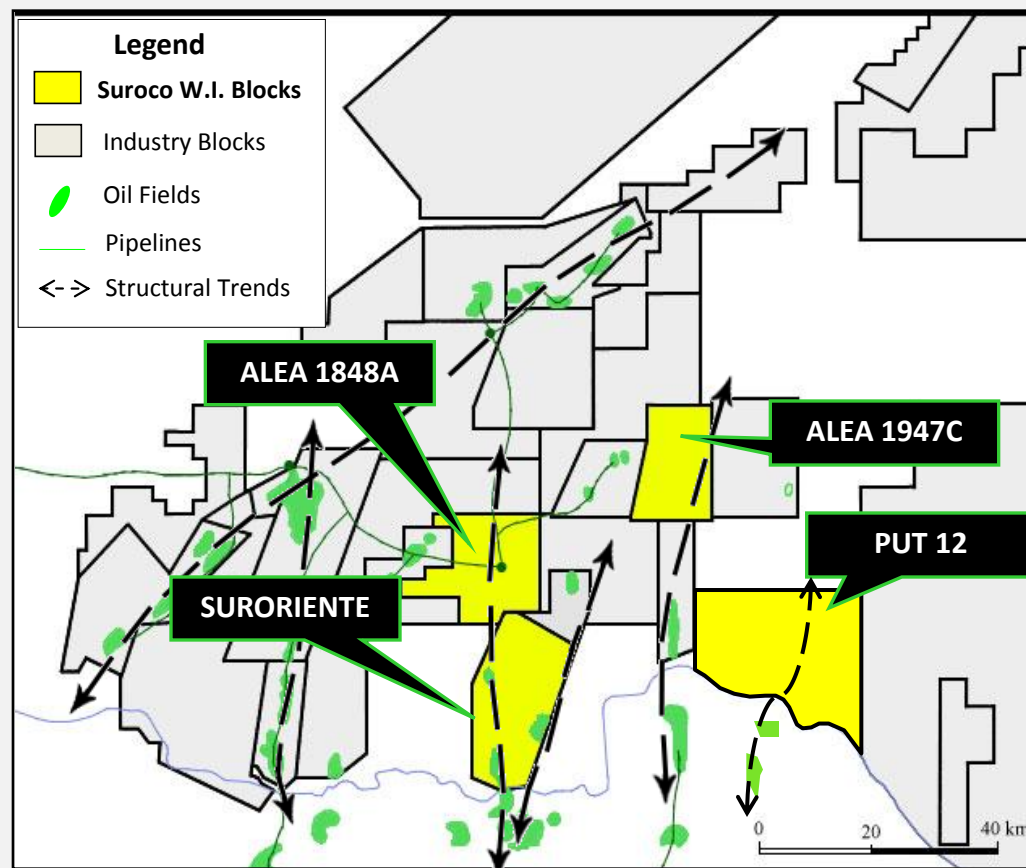 Legend
Suroco W.I. Blocks
Industry Blocks
Oil Fields
Pipelines
Structural Trends
ALEA 1848A
ALEA 1947C
PUT 12
SURORIENTE
0 20 40 km